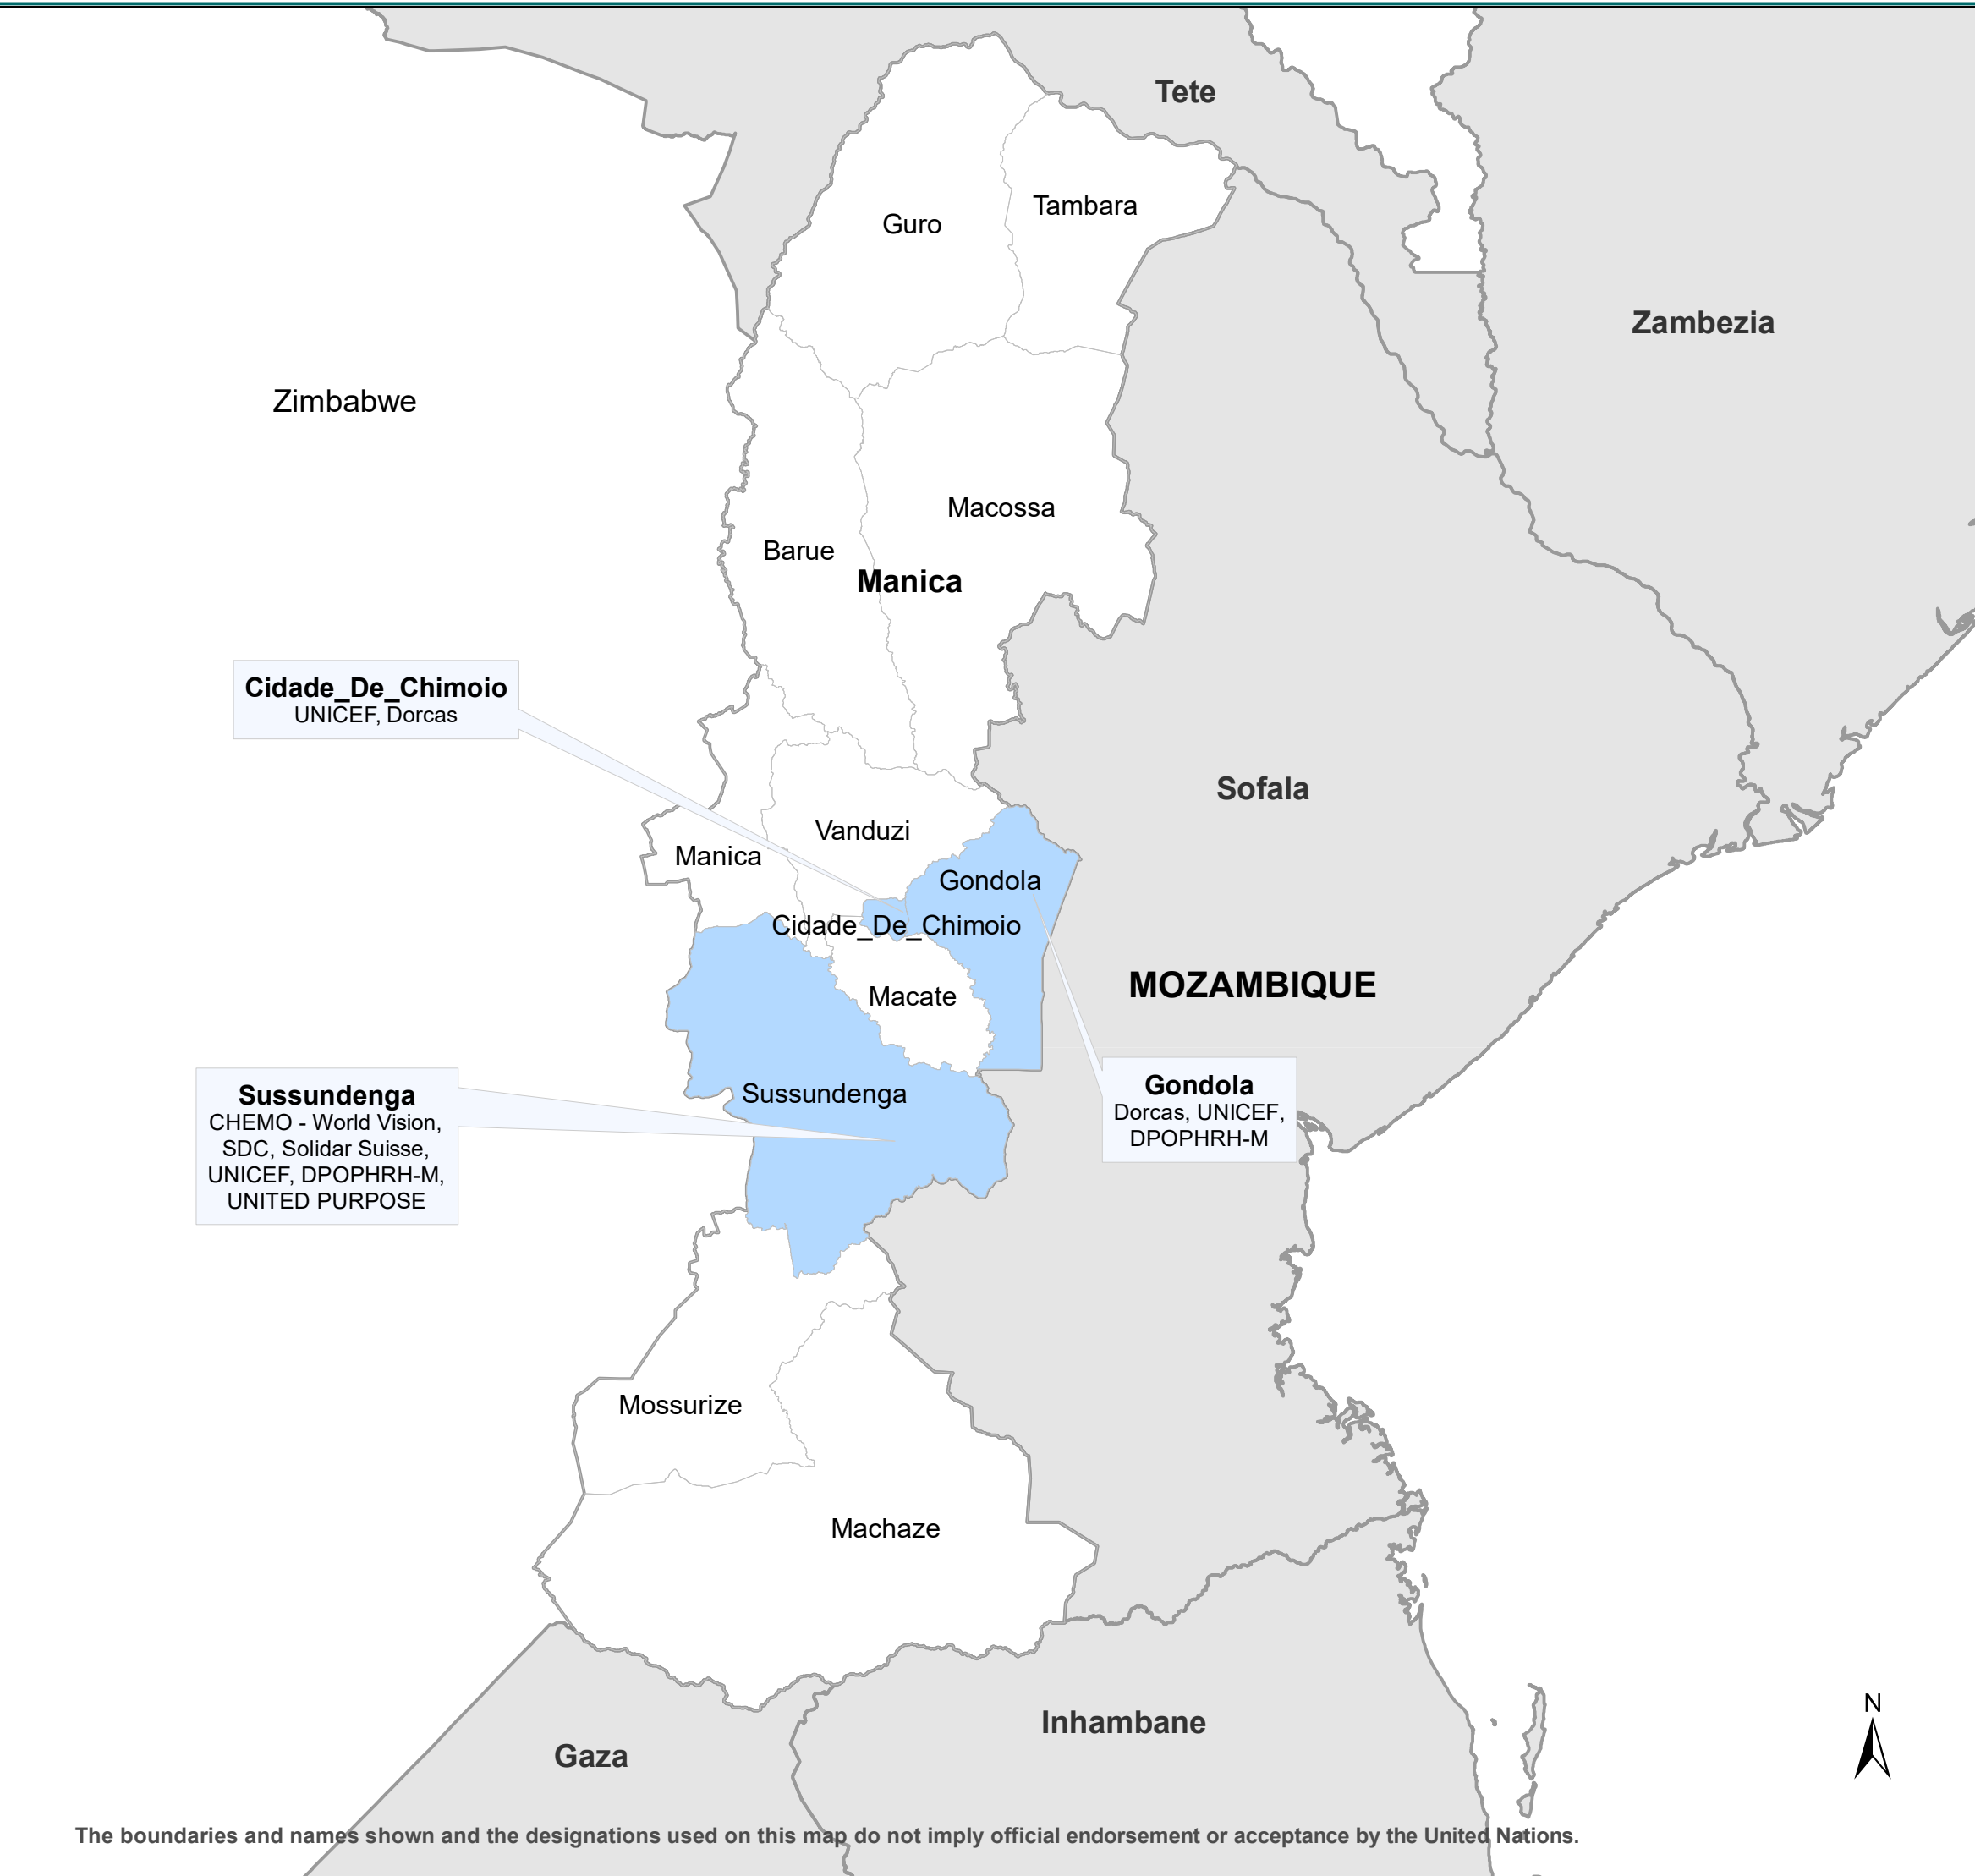 Tete
Tambara
Guro
Zambezia
Zimbabwe
Macossa
Barue
Manica
Cidade_De_Chimoio
UNICEF, Dorcas
Sofala
Vanduzi
Manica
Gondola
Cidade_De_Chimoio
MOZAMBIQUE
Macate
Sussundenga
Sussundenga
CHEMO - World Vision,
SDC, Solidar Suisse,
UNICEF, DPOPHRH-M,
UNITED PURPOSE
Gondola
Dorcas, UNICEF,
DPOPHRH-M
Mossurize
Machaze
Inhambane
Gaza
N
The boundaries and names shown and the designations used on this map do not imply official endorsement or acceptance by the United Nations.